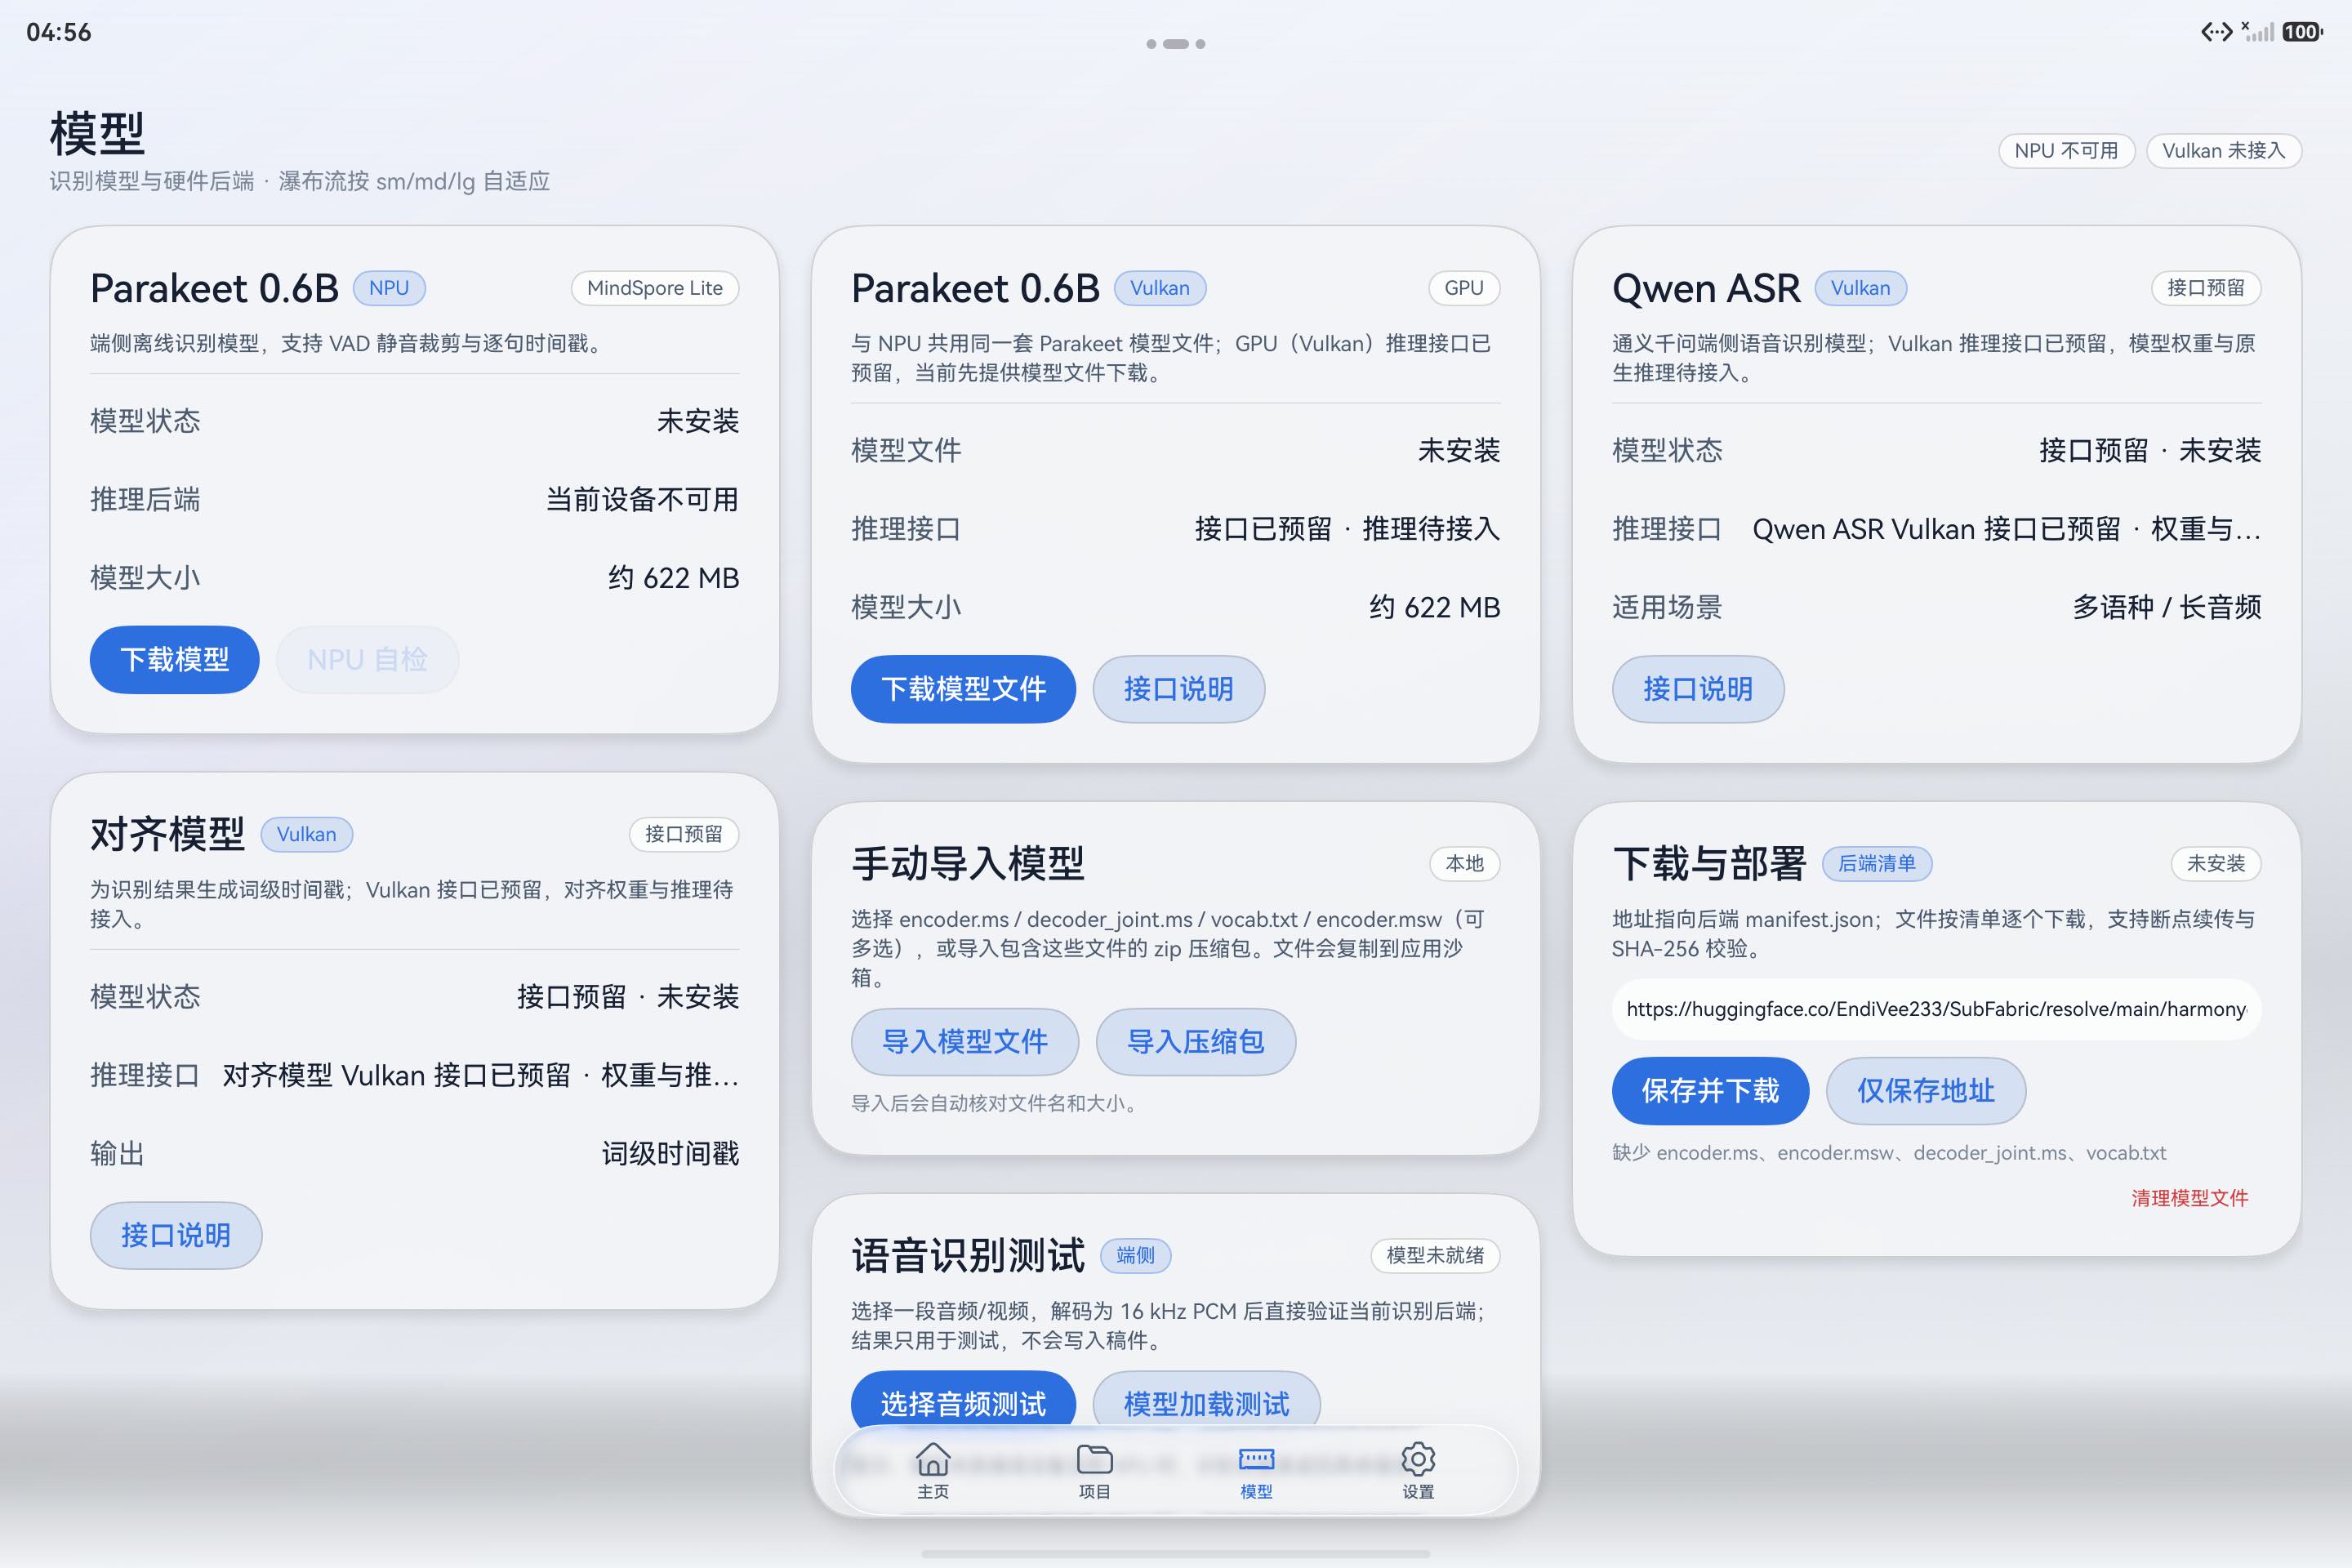 04:56
100
模型
识别模型与硬件后端 · 瀑布流按 sm/md/lg 自适应
NPU 不可用
Vulkan 未接入
Parakeet 0.6B
NPU
MindSpore Lite
端侧离线识别模型，支持 VAD 静音裁剪与逐句时间戳。
模型状态
未安装
推理后端
当前设备不可用
模型大小
约 622 MB
下载模型
NPU 自检
Parakeet 0.6B
Vulkan
GPU
与 NPU 共用同一套 Parakeet 模型文件；GPU（Vulkan）推理接口已
预留，当前先提供模型文件下载。
模型文件
未安装
推理接口
接口已预留 · 推理待接入
模型大小
约 622 MB
下载模型文件
接口说明
Qwen ASR
Vulkan
接口预留
通义千问端侧语音识别模型；Vulkan 推理接口已预留，模型权重与原
生推理待接入。
模型状态
接口预留 · 未安装
推理接口
Qwen ASR Vulkan 接口已预留 · 权重与…
适用场景
多语种 / 长音频
接口说明
对齐模型
Vulkan
接口预留
为识别结果生成词级时间戳；Vulkan 接口已预留，对齐权重与推理待
接入。
模型状态
接口预留 · 未安装
推理接口
对齐模型 Vulkan 接口已预留 · 权重与推…
输出
词级时间戳
接口说明
手动导入模型
本地
选择 encoder.ms / decoder_joint.ms / vocab.txt / encoder.msw（可
多选），或导入包含这些文件的 zip 压缩包。文件会复制到应用沙
箱。
导入模型文件
导入压缩包
导入后会自动核对文件名和大小。
下载与部署
后端清单
未安装
地址指向后端 manifest.json；文件按清单逐个下载，支持断点续传与
SHA-256 校验。
https://huggingface.co/EndiVee233/SubFabric/resolve/main/harmony
保存并下载
仅保存地址
缺少 encoder.ms、encoder.msw、decoder_joint.ms、vocab.txt
清理模型文件
语音识别测试
端侧
模型未就绪
选择一段音频/视频，解码为 16 kHz PCM 后直接验证当前识别后端；
结果只用于测试，不会写入稿件。
选择音频测试
模型加载测试
主页
项目
模型
设置